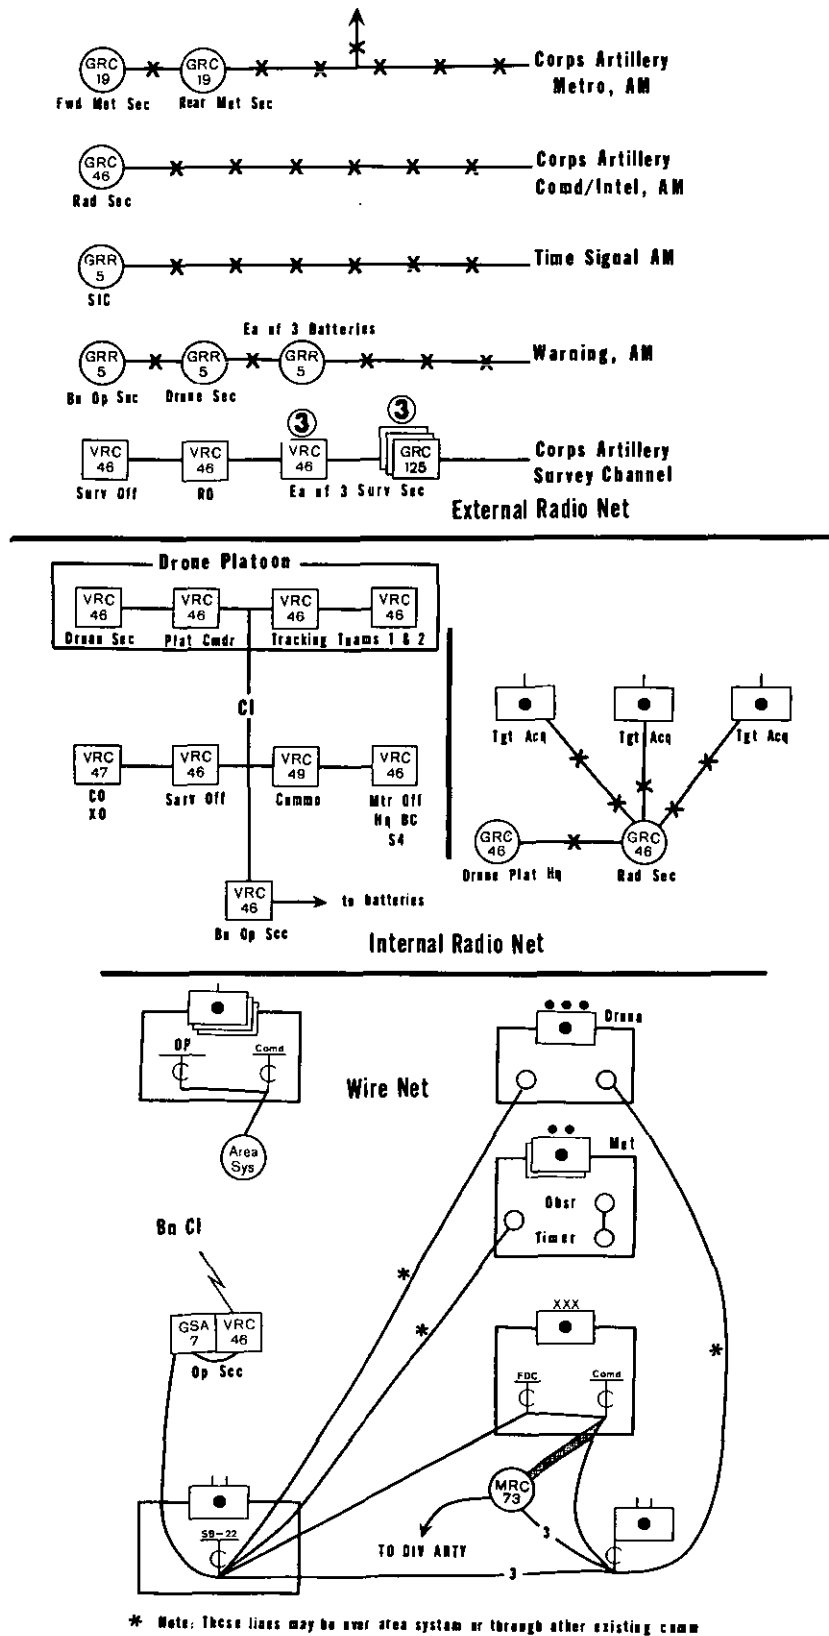 GRC 19
GRC 19
Corps Artillery
Metro, AM
Fwd Met Sec
Rear Met Sec
GRC 46
Corps Artillery
Comd/Intel, AM
Rad Sec
GRR 5
Time Signal AM
SIC
Ea of 3 Batteries
GRR 5
GRR 5
GRR 5
Warning, AM
Bn Op Sec
Drone Sec
3
3
VRC 46
VRC 46
VRC 46
GRC 125
Corps Artillery
Survey Channel
Surv Off
RO
Ea of 3 Surv Sec
External Radio Net
Drone Platoon
VRC 46
VRC 46
VRC 46
VRC 46
Drone Sec
Plat Cmdr
Tracking Teams 1 & 2
CI
Tgt Acq
Tgt Acq
Tgt Acq
VRC 47
VRC 46
VRC 49
VRC 46
CO
XO
Surv Off
Commo
Mtr Off
Hq BC
S4
GRC 46
GRC 46
Drone Plat Hq
Rad Sec
VRC 46
to batteries
Bn Op Sec
Internal Radio Net
OP
Comd
Drone
Wire Net
Area Sys
Met
Obsr
Timer
Bn CI
*
*
*
GSA 7
VRC 46
Op Sec
XXX
FDC
Comd
MRC 73
SB-22
TO DIV ARTY
3
3
* Note: These lines may be over area system or through other existing comm